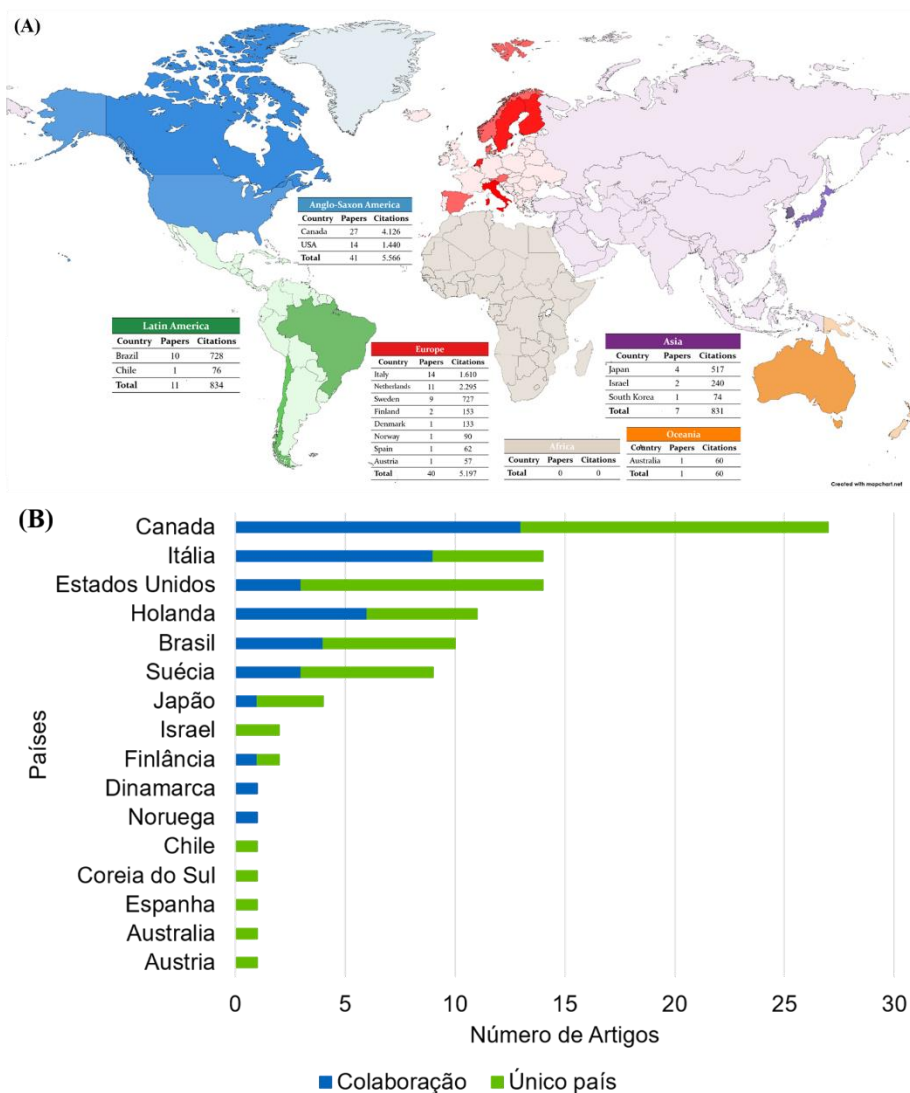 (A)
Anglo-Saxon America
Country Papers Citations
Canada 27 4.126
USA 14 1.440
Total 41 5.566
Latin America
Country Papers Citations
Brazil 10 728
Chile 1 76
Total 11 834
Europe
Country Papers Citations
Italy 14 1.610
Netherlands 11 2.295
Sweden 9 727
Finland 2 153
Denmark 1 133
Norway 1 90
Spain 1 62
Austria 1 57
Total 40 5.197
Asia
Country Papers Citations
Japan 4 517
Israel 2 240
South Korea 1 74
Total 7 831
Africa
Country Papers Citations
Total 0 0
Oceania
Country Papers Citations
Australia 1 60
Total 1 60
Created with mapchart.net
(B)
Países
Canada
Itália
Estados Unidos
Holanda
Brasil
Suécia
Japão
Israel
Finlância
Dinamarca
Noruega
Chile
Coreia do Sul
Espanha
Australia
Austria
0 5 10 15 20 25 30
Número de Artigos
Colaboração Único país